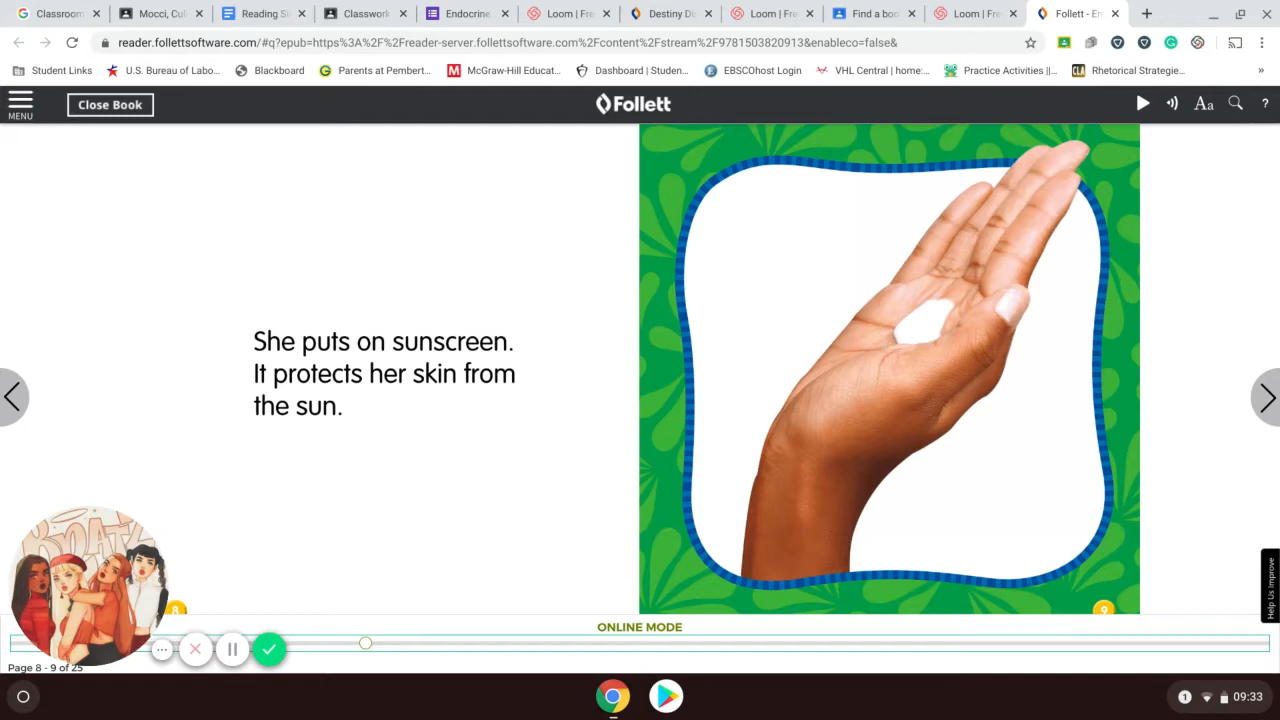 Classroom
Mocci, Cul
Reading Si
Classwork
Endocrine
Loom | Fre
Destiny Di
Loom | Fre
Find a boo
Loom | Fre
Follett - En
reader.follettsoftware.com/#q?epub=https%3A%2F%2Freader-server.follettsoftware.com%2Fcontent%2Fstream%2F9781503820913&enableco=false&
Student Links
U.S. Bureau of Labo...
Blackboard
Parents at Pembert...
McGraw-Hill Educat...
Dashboard | Studen...
EBSCOhost Login
VHL Central | home:...
Practice Activities ||...
Rhetorical Strategie...
»
MENU
Close Book
Follett
Aa
?
She puts on sunscreen.
It protects her skin from
the sun.
8
9
Help Us Improve
ONLINE MODE
Page 8 - 9 of 25
1
09:33